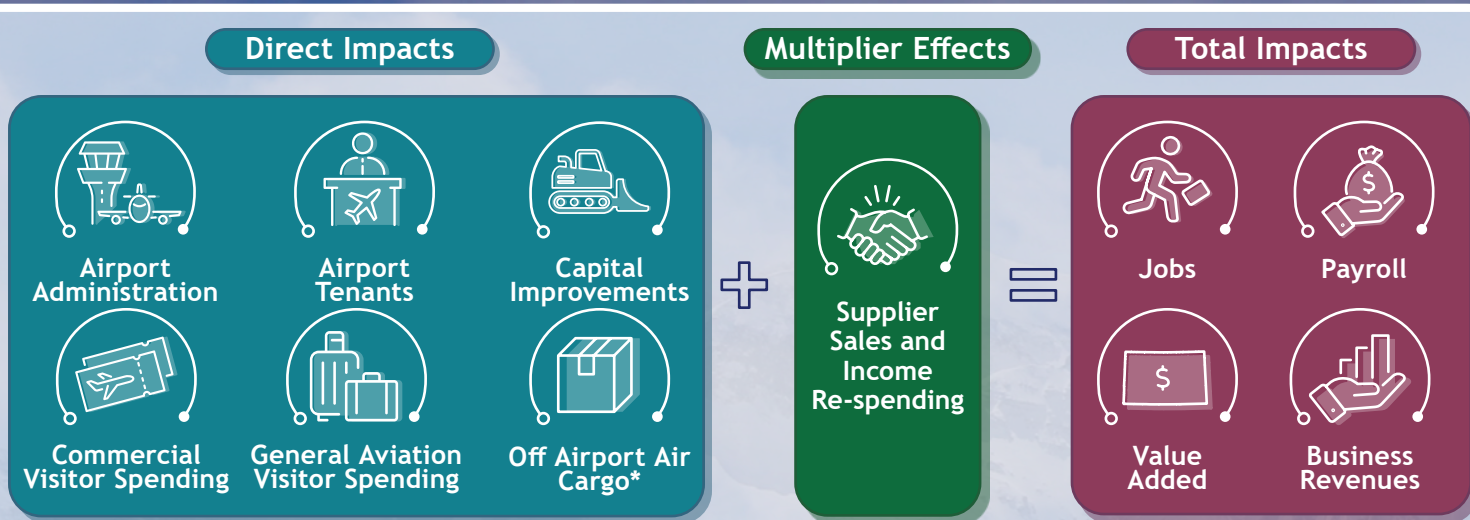 Direct Impacts
Airport
Administration
Airport
Tenants
Capital
Improvements
Commercial
Visitor Spending
General Aviation
Visitor Spending
Off Airport Air
Cargo*
Multiplier Effects
Supplier
Sales and
Income
Re-spending
Total Impacts
Jobs
$
Payroll
$
Value
Added
Business
Revenues